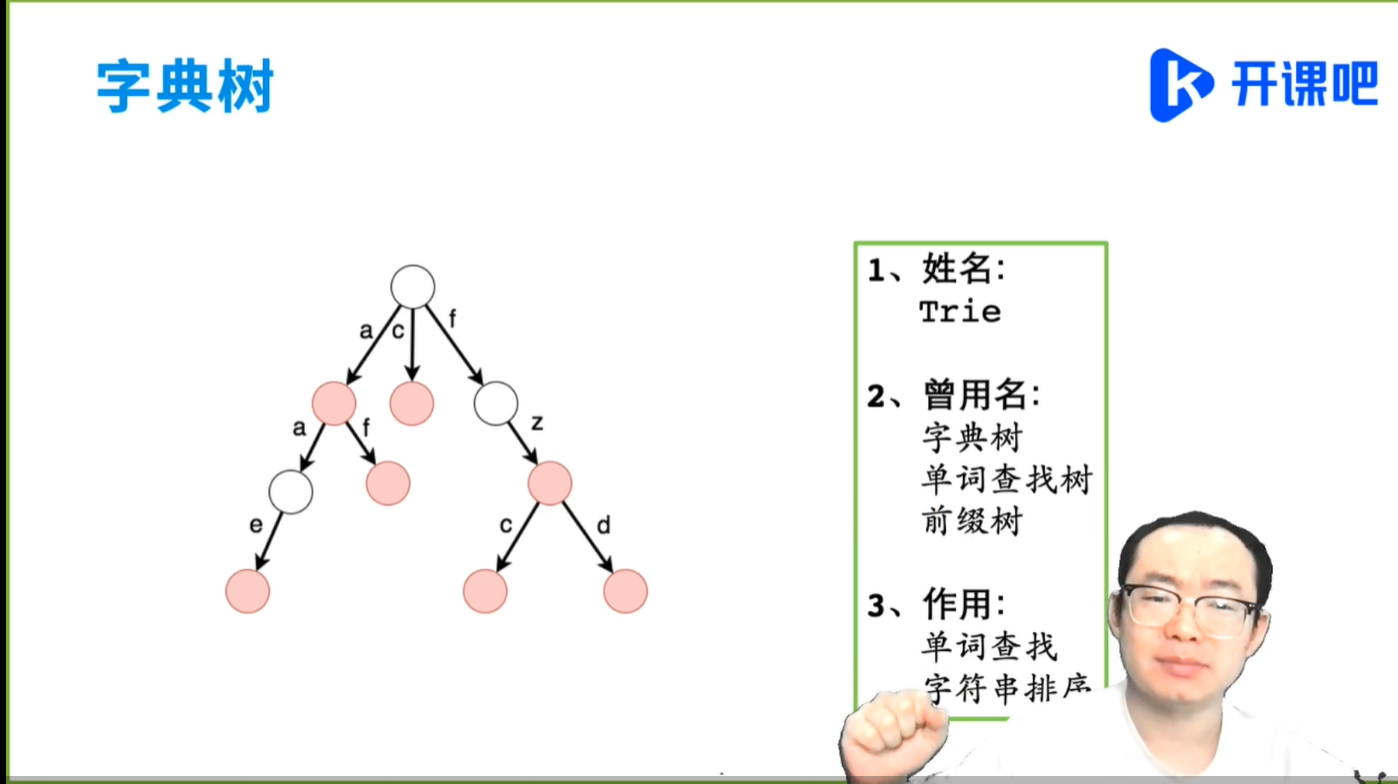 字典树
开课吧
a c f
a f z
e c d
1、姓名:
Trie
2、曾用名:
字典树
单词查找树
前缀树
3、作用:
单词查找
字符串排序